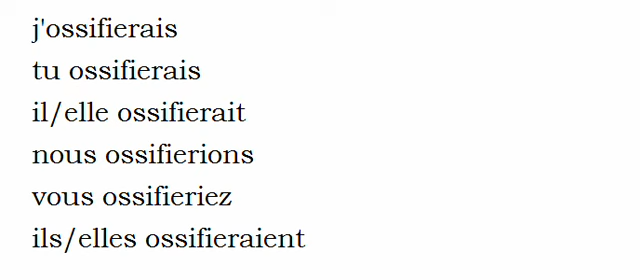 j'ossifierais
tu ossifierais
il/elle ossifierait
nous ossifierions
vous ossifieriez
ils/elles ossifieraient